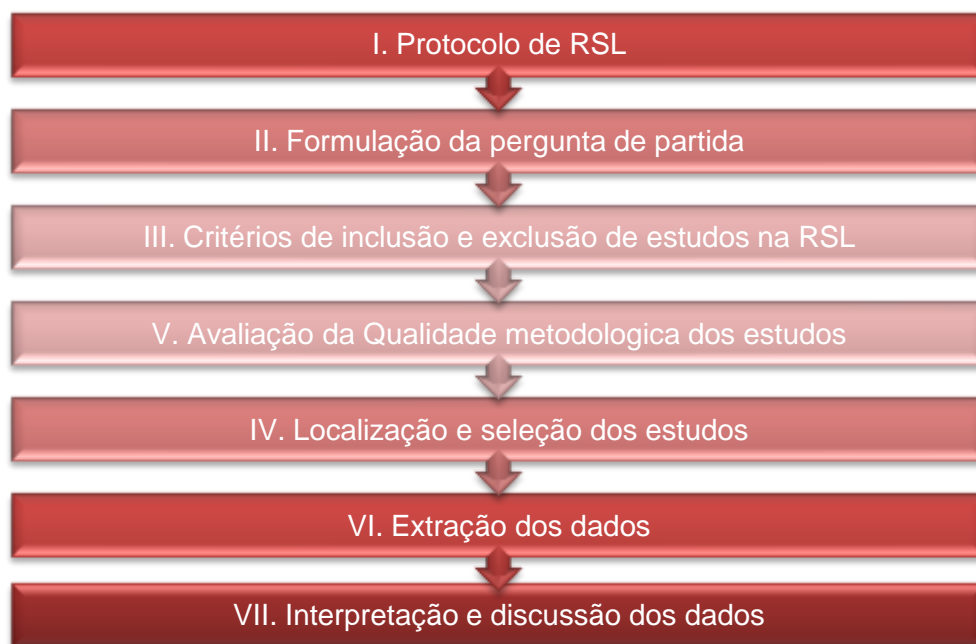 I. Protocolo de RSL
II. Formulação da pergunta de partida
III. Critérios de inclusão e exclusão de estudos na RSL
V. Avaliação da Qualidade metodologica dos estudos
IV. Localização e seleção dos estudos
VI. Extração dos dados
VII. Interpretação e discussão dos dados